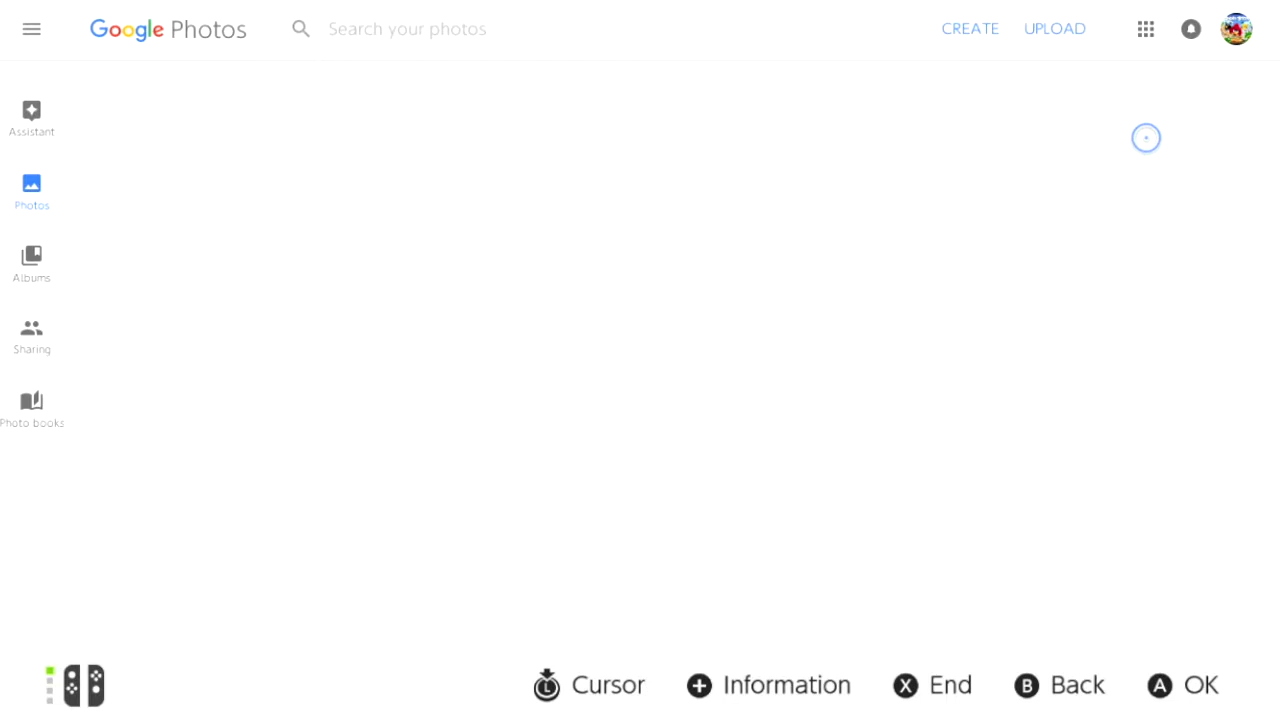 Google Photos
Search your photos
CREATE
UPLOAD
Assistant
Photos
Albums
Sharing
Photo books
L Cursor
+ Information
X End
B Back
A OK